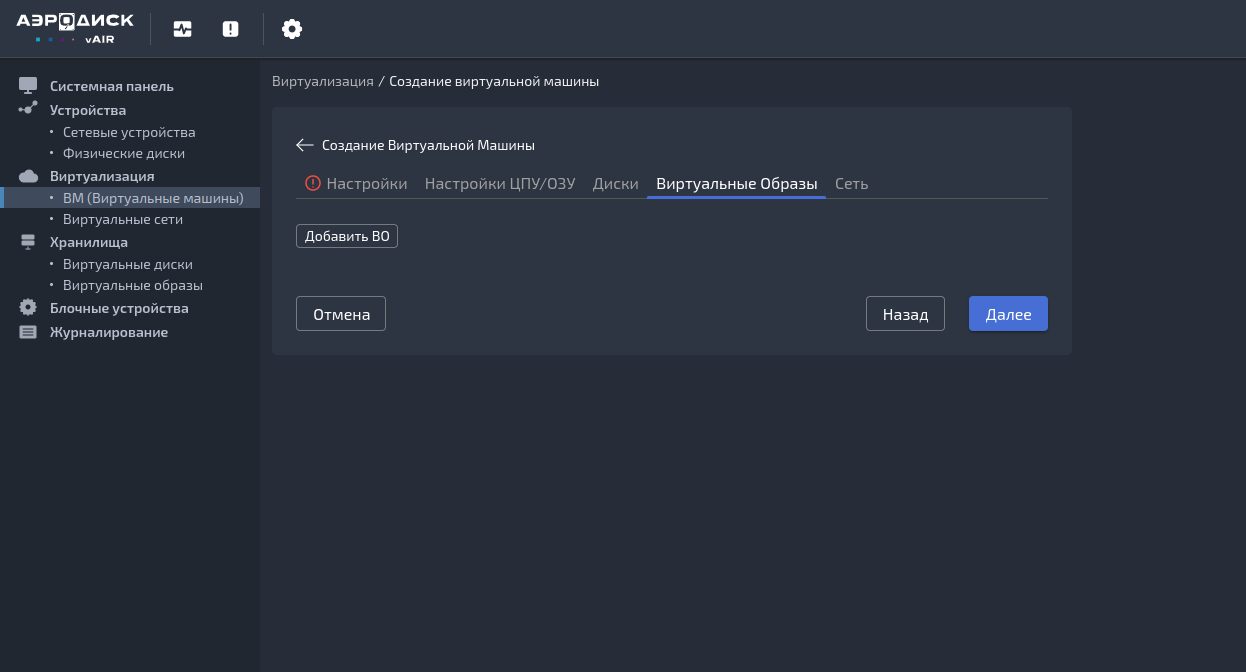 АЭРОДИСК
vAIR
Системная панель
Устройства
• Сетевые устройства
• Физические диски
Виртуализация
• ВМ (Виртуальные машины)
• Виртуальные сети
Хранилища
• Виртуальные диски
• Виртуальные образы
Блочные устройства
Журналирование
Виртуализация / Создание виртуальной машины
Создание Виртуальной Машины
Настройки Настройки ЦПУ/ОЗУ Диски Виртуальные Образы Сеть
Добавить ВО
Отмена Назад Далее